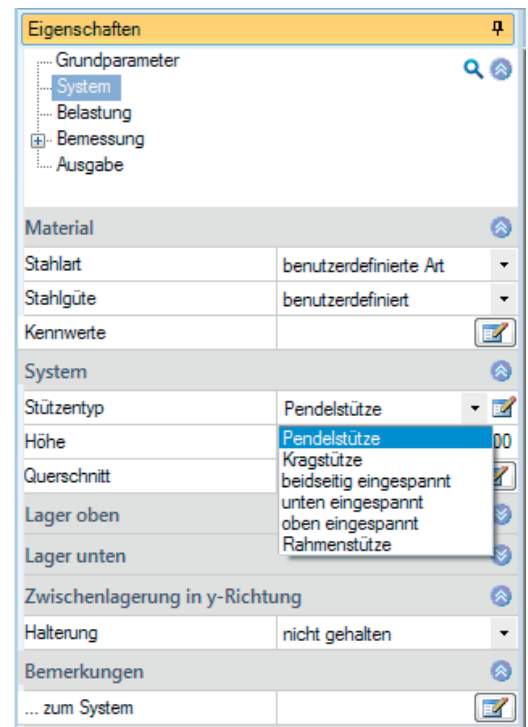 Eigenschaften
Grundparameter
System
Belastung
Bemessung
Ausgabe
Material
Stahlart benutzerdefinierte Art
Stahlgüte benutzerdefiniert
Kennwerte
System
Stützentyp Pendelstütze
Höhe Pendelstütze 00
Kragstütze
Querschnitt beidseitig eingespannt
unten eingespannt
Lager oben oben eingespannt
Rahmenstütze
Lager unten
Zwischenlagerung in y-Richtung
Halterung nicht gehalten
Bemerkungen
... zum System